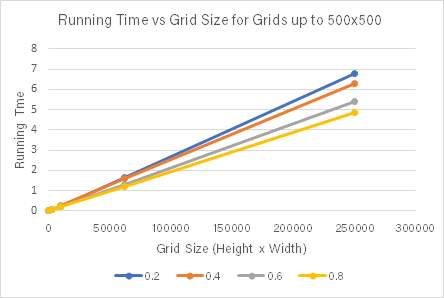 Running Time vs Grid Size for Grids up to 500x500
8
7
6
5
4
3
2
1
0
Running Time
0 50000 100000 150000 200000 250000 300000
Grid Size (Height x Width)
0.2 0.4 0.6 0.8